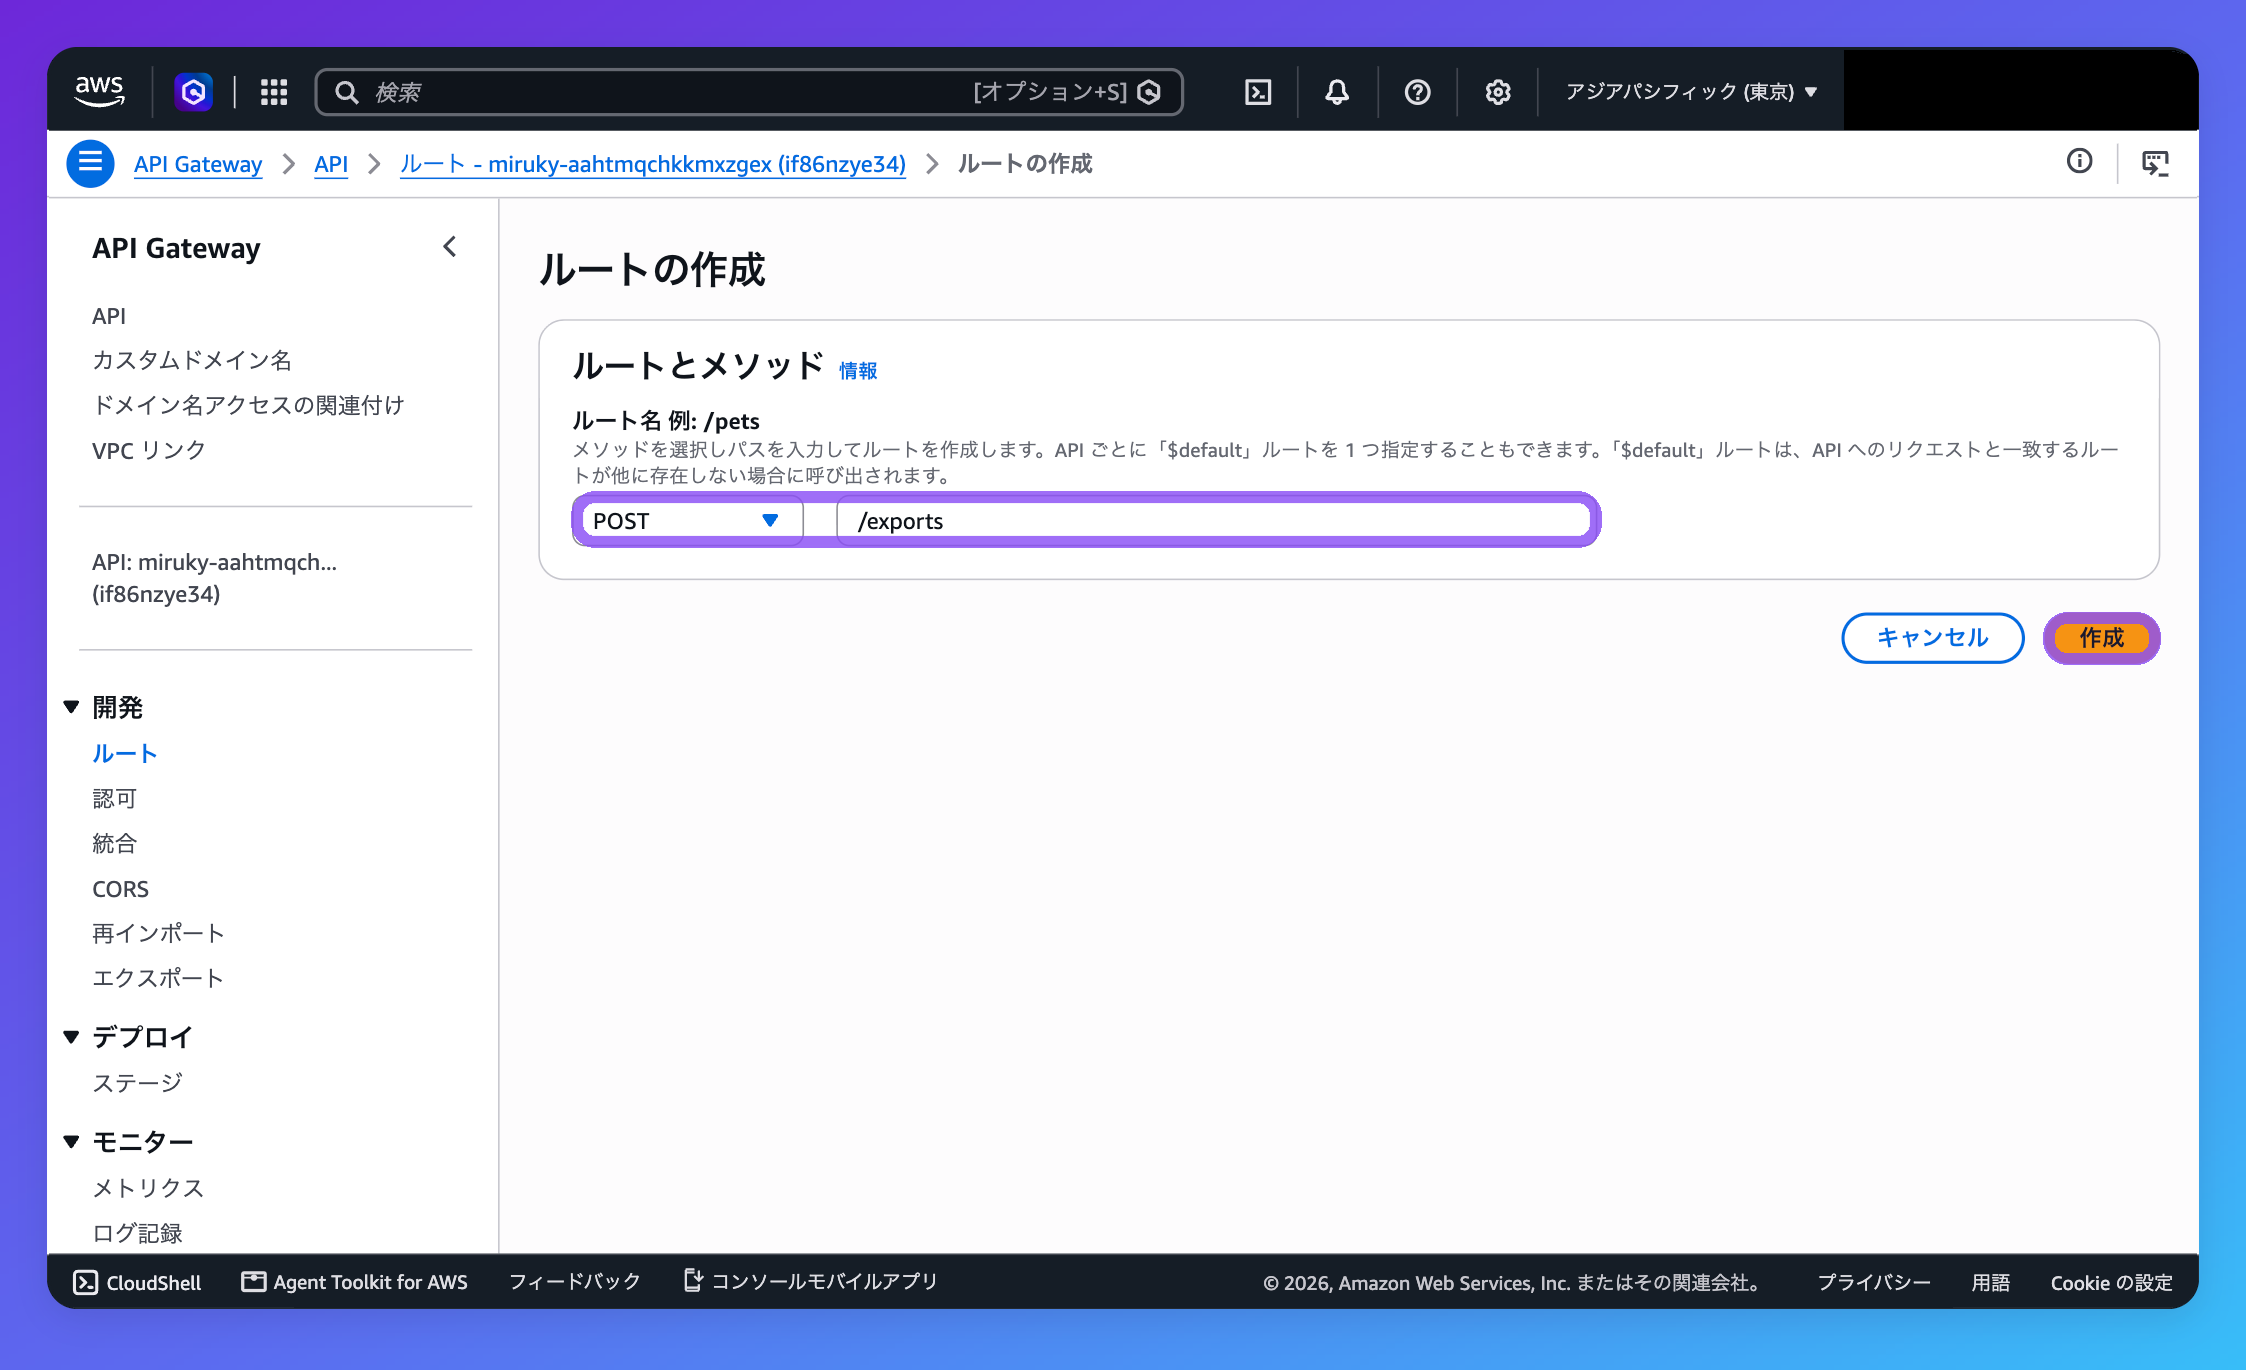 aws
検索
[オプション+S]
アジアパシフィック (東京)
API Gateway
API
ルート - miruky-aahtmqchkkmxzgex (if86nzye34)
ルートの作成
API Gateway
API
カスタムドメイン名
ドメイン名アクセスの関連付け
VPC リンク
API: miruky-aahtmqch...
(if86nzye34)
開発
ルート
認可
統合
CORS
再インポート
エクスポート
デプロイ
ステージ
モニター
メトリクス
ログ記録
ルートの作成
ルートとメソッド 情報
ルート名 例: /pets
メソッドを選択しパスを入力してルートを作成します。API ごとに「$default」ルートを 1 つ指定することもできます。「$default」ルートは、API へのリクエストと一致するルー
トが他に存在しない場合に呼び出されます。
POST
/exports
キャンセル
作成
CloudShell
Agent Toolkit for AWS
フィードバック
コンソールモバイルアプリ
© 2026, Amazon Web Services, Inc. またはその関連会社。
プライバシー
用語
Cookie の設定